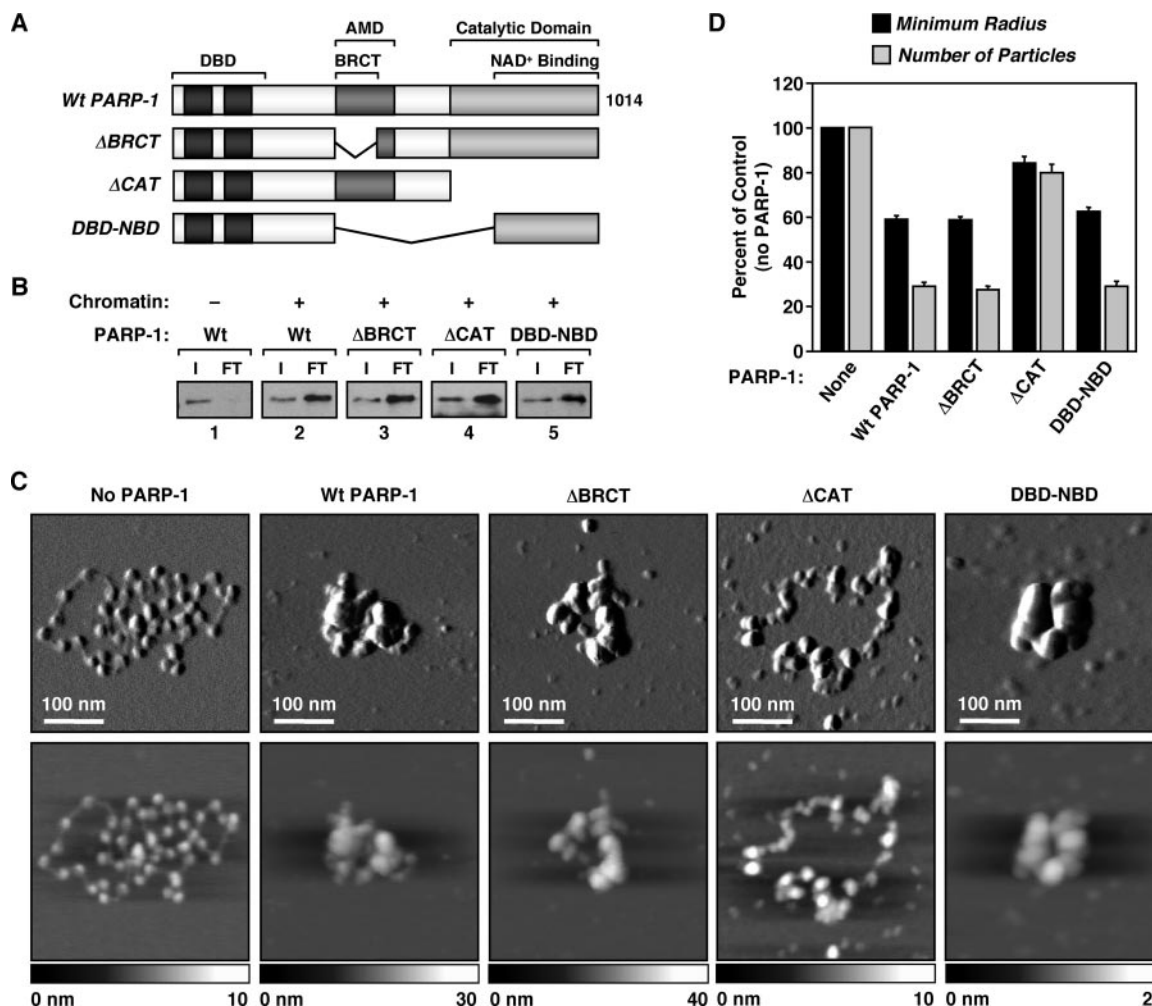 A
AMD
Catalytic Domain
DBD
BRCT
NAD+ Binding
Wt PARP-1
1014
ΔBRCT
ΔCAT
DBD-NBD
B
Chromatin: – + + + +
PARP-1: Wt Wt ΔBRCT ΔCAT DBD-NBD
I FT I FT I FT I FT I FT
1 2 3 4 5
D
Minimum Radius
Number of Particles
Percent of Control
(no PARP-1)
120
100
80
60
40
20
0
PARP-1:
None
Wt PARP-1
ΔBRCT
ΔCAT
DBD-NBD
C
No PARP-1 Wt PARP-1 ΔBRCT ΔCAT DBD-NBD
100 nm 100 nm 100 nm 100 nm 100 nm
0 nm 10 0 nm 30 0 nm 40 0 nm 10 0 nm